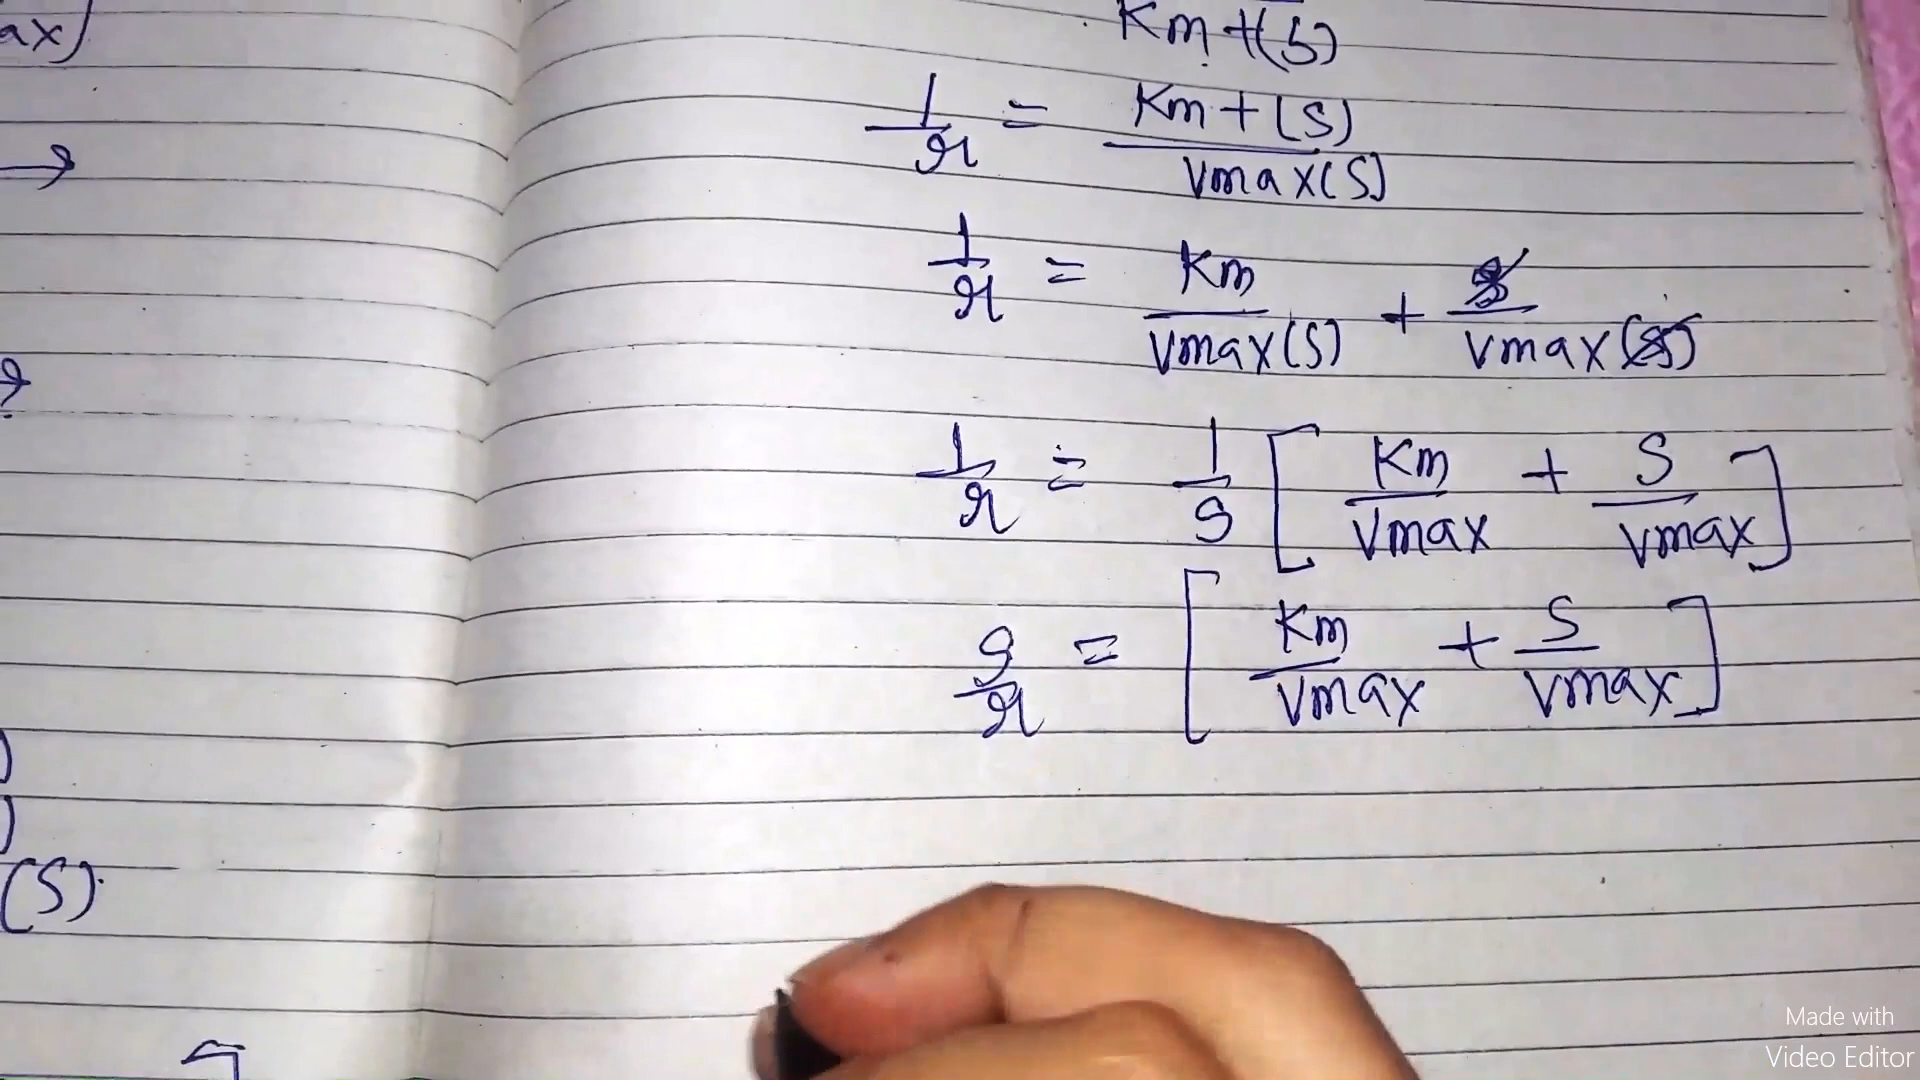 ax)
Km+(S)
1/r = Km+(S)/Vmax(S)
1/r = Km/Vmax(S) + S/Vmax(S)
1/r = 1/S [Km/Vmax + S/Vmax]
S/r = [Km/Vmax + S/Vmax]
)
)
(S)
Made with
Video Editor